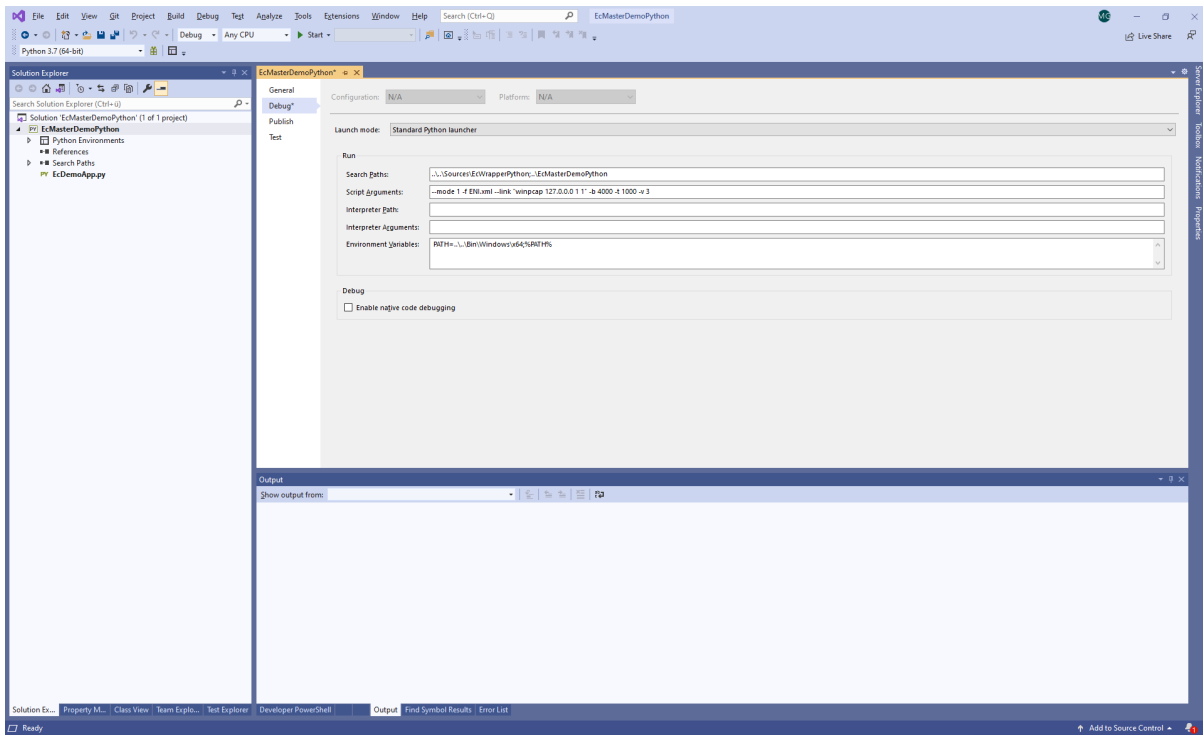 File Edit View Git Project Build Debug Test Analyze Tools Extensions Window Help Search (Ctrl+Q) EcMasterDemoPython MG
Debug Any CPU Start Live Share
Python 3.7 (64-bit)
Solution Explorer
Search Solution Explorer (Ctrl+ü)
Solution 'EcMasterDemoPython' (1 of 1 project)
PY EcMasterDemoPython
Python Environments
References
Search Paths
PY EcDemoApp.py
EcMasterDemoPython*
General
Debug*
Publish
Test
Configuration: N/A Platform: N/A
Launch mode: Standard Python launcher
Run
Search Paths: ..\..\Sources\EcWrapperPython;..\EcMasterDemoPython
Script Arguments: --mode 1 -f ENI.xml --link "winpcap 127.0.0.0 1 1" -b 4000 -t 1000 -v 3
Interpreter Path:
Interpreter Arguments:
Environment Variables: PATH=..\..\Bin\Windows\x64;%PATH%
Debug
Enable native code debugging
Server Explorer
Toolbox
Notifications
Properties
Output
Show output from:
Solution Ex... Property M... Class View Team Explo... Test Explorer Developer PowerShell Output Find Symbol Results Error List
Ready Add to Source Control